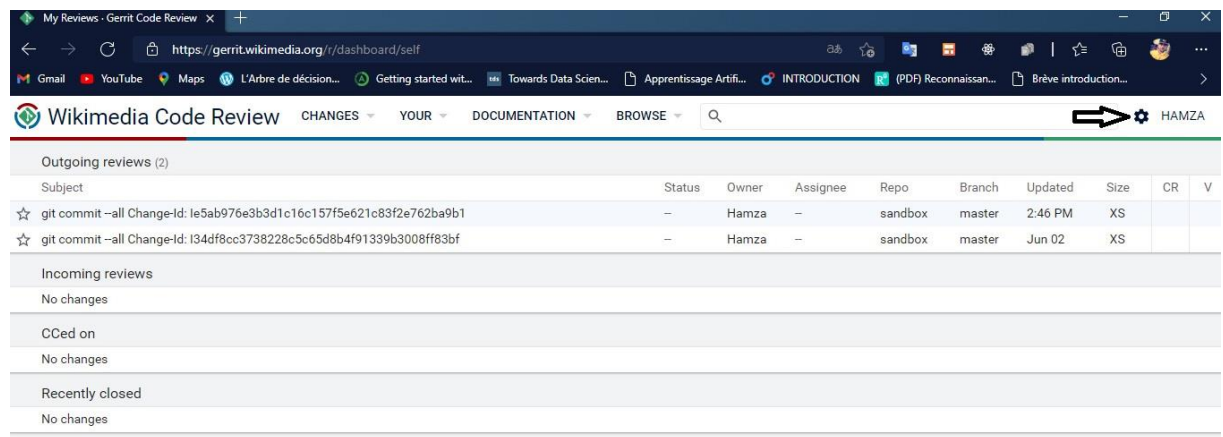 My Reviews · Gerrit Code Review
https://gerrit.wikimedia.org/r/dashboard/self
Gmail YouTube Maps L'Arbre de décision... Getting started wit... Towards Data Scien... Apprentissage Artifi... INTRODUCTION (PDF) Reconnaissan... Brève introduction...
Wikimedia Code Review CHANGES YOUR DOCUMENTATION BROWSE HAMZA
Outgoing reviews (2)
Subject Status Owner Assignee Repo Branch Updated Size CR V
git commit --all Change-Id: Ie5ab976e3b3d1c16c157f5e621c83f2e762ba9b1 -- Hamza -- sandbox master 2:46 PM XS
git commit --all Change-Id: I34df8cc3738228c5c65d8b4f91339b3008ff83bf -- Hamza -- sandbox master Jun 02 XS
Incoming reviews
No changes
CCed on
No changes
Recently closed
No changes